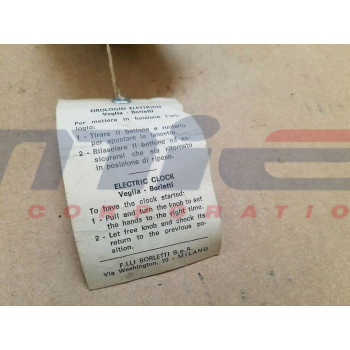 OROLOGIO ELETTRICO
Veglia - Borletti
Per mettere in funzione l'oro-
logio:
1 - Tirare il bottone e ruotarlo
per spostare le lancette.
2 - Rilasciare il bottone ed as-
sicurarsi che sia ritornato
in posizione di riposo.
ELECTRIC CLOCK
Veglia - Borletti
To have the clock started:
1 - Pull and turn the knob to set
the hands to the right time.
2 - Let free knob and check its
return to the previous po-
sition.
F.LLI BORLETTI S.p.A.
Via Washington, 70 - MILANO
CORPORATION